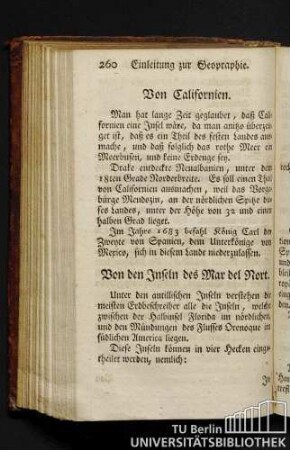 260 Einleitung zur Geographie.
Von Californien.
Man hat lange Zeit geglaubet, daß Cali-
fornien eine Insel wäre, da man anitzo überzeu-
get ist, daß es ein Theil des festen Landes aus-
mache, und daß folglich das rothe Meer ein
Meerbusen, und keine Erdenge sey.
Drake entdeckte Neualbanien, unter dem
18ten Grade Norderbreite. Es soll einen Theil
von Californien ausmachen, weil das Vorge-
bürge Mendozin, an der nördlichen Spitze die-
ses Landes, unter der Höhe von 32 und einem
halben Grad lieget.
Im Jahre 1683 befahl König Carl der
Zweyte von Spanien, dem Unterkönige von
Mexico, sich in diesem Lande niederzulassen.
Von den Inseln des Mar del Nort.
Unter den antillischen Inseln verstehen die
meisten Erdbeschreiber alle die Inseln, welche
zwischen der Halbinsel Florida im nördlichen,
und den Mündungen des Flusses Orenoque im
südlichen America liegen.
Diese Inseln können in vier Hecken einge-
theilet werden, nemlich:
TU Berlin
UNIVERSITÄTSBIBLIOTHEK